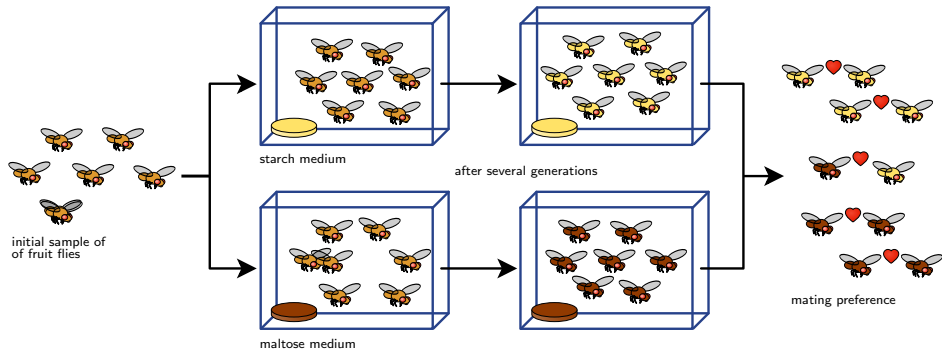 starch medium
after several generations
initial sample of
of fruit flies
maltose medium
mating preference